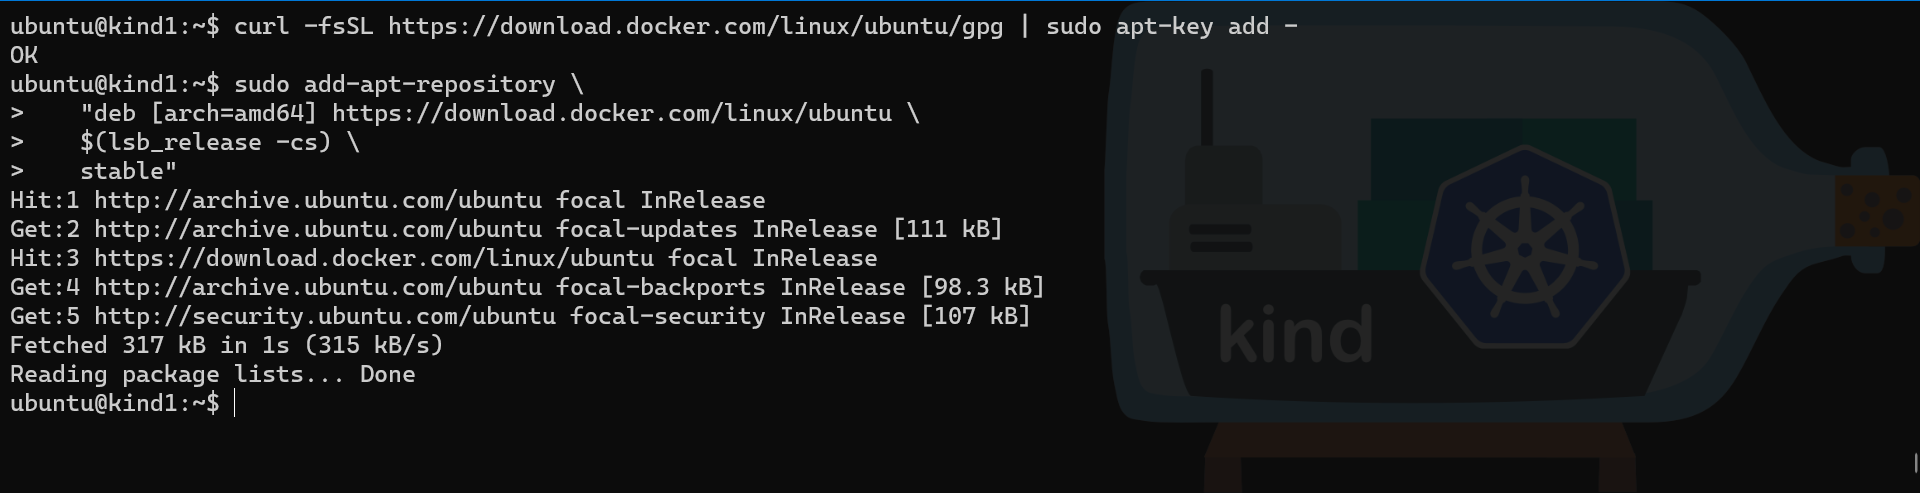 ubuntu@kind1:~$ curl -fsSL https://download.docker.com/linux/ubuntu/gpg | sudo apt-key add -
OK
ubuntu@kind1:~$ sudo add-apt-repository \
>    "deb [arch=amd64] https://download.docker.com/linux/ubuntu \
>    $(lsb_release -cs) \
>    stable"
Hit:1 http://archive.ubuntu.com/ubuntu focal InRelease
Get:2 http://archive.ubuntu.com/ubuntu focal-updates InRelease [111 kB]
Hit:3 https://download.docker.com/linux/ubuntu focal InRelease
Get:4 http://archive.ubuntu.com/ubuntu focal-backports InRelease [98.3 kB]
Get:5 http://security.ubuntu.com/ubuntu focal-security InRelease [107 kB]
Fetched 317 kB in 1s (315 kB/s)
Reading package lists... Done
ubuntu@kind1:~$
kind